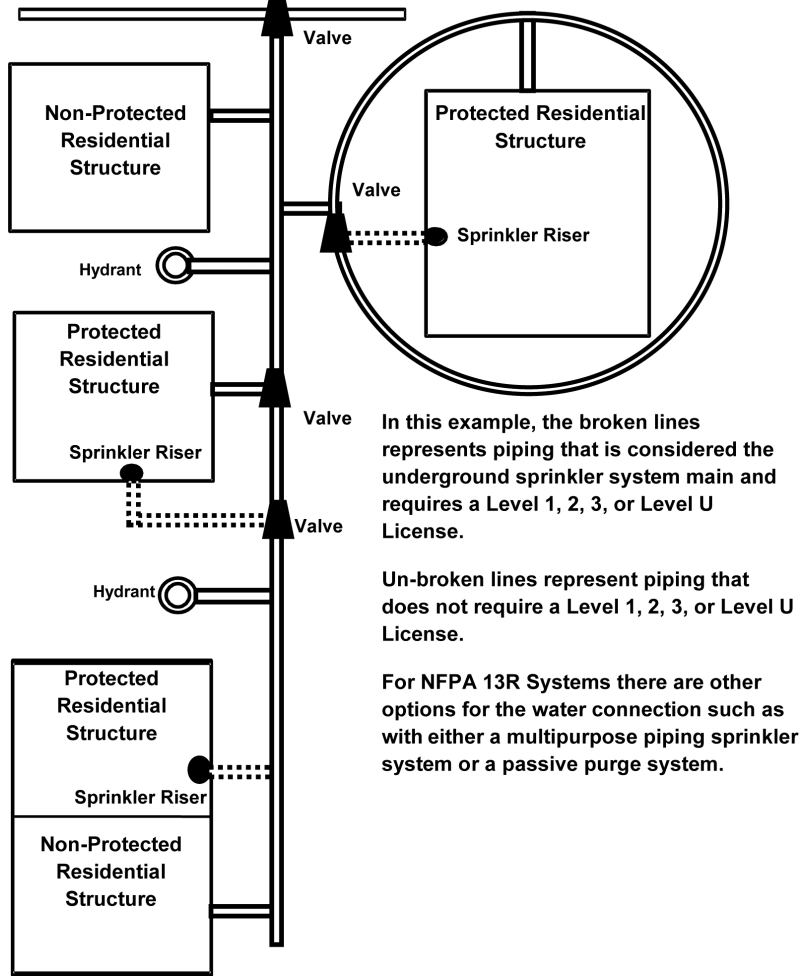 Valve
Non-Protected
Residential
Structure
Protected Residential
Structure
Valve
Sprinkler Riser
Hydrant
Protected
Residential
Structure
Sprinkler Riser
Valve
Valve
Hydrant
Protected
Residential
Structure
Sprinkler Riser
Non-Protected
Residential
Structure
In this example, the broken lines
represents piping that is considered the
underground sprinkler system main and
requires a Level 1, 2, 3, or Level U
License.
Un-broken lines represent piping that
does not require a Level 1, 2, 3, or Level U
License.
For NFPA 13R Systems there are other
options for the water connection such as
with either a multipurpose piping sprinkler
system or a passive purge system.